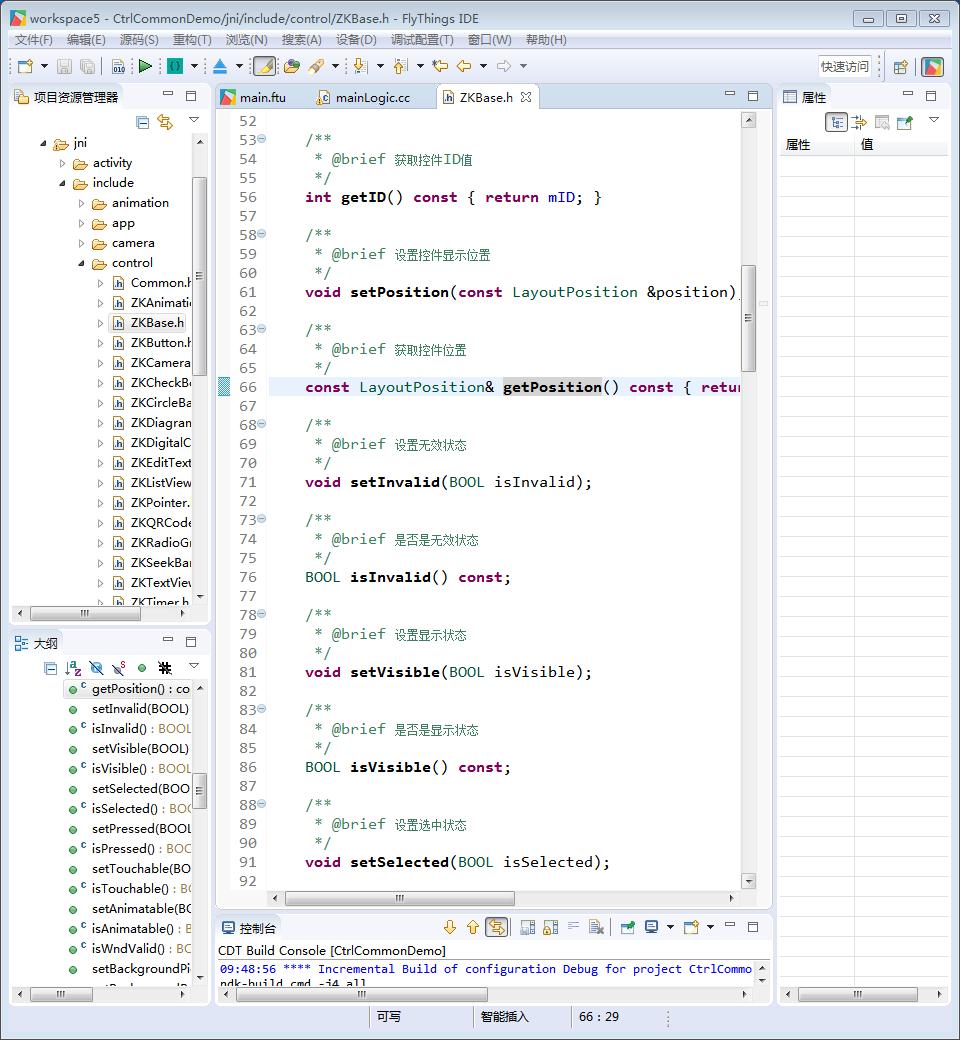 workspace5 - CtrlCommonDemo/jni/include/control/ZKBase.h - FlyThings IDE
文件(F) 编辑(E) 源码(S) 重构(T) 浏览(N) 搜索(A) 设备(D) 调试配置(T) 窗口(W) 帮助(H)
快速访问
项目资源管理器
jni
activity
include
animation
app
camera
control
Common.h
ZKAnimatic
ZKBase.h
ZKButton.h
ZKCamera
ZKCheckBo
ZKCircleBa
ZKDiagram
ZKDigitalC
ZKEditText
ZKListView
ZKPointer.
ZKQRCode
ZKRadioGr
ZKSeekBar
ZKTextView
ZKTimer.h
大纲
getPosition() : co
setInvalid(BOOL)
isInvalid() : BOOL
setVisible(BOOL)
isVisible() : BOOL
setSelected(BOO
isSelected() : BOC
setPressed(BOOL
isPressed() : BOC
setTouchable(BO
isTouchable() : BC
setAnimatable(BC
isAnimatable() : B
isWndValid() : BC
setBackgroundPi
main.ftu mainLogic.cc ZKBase.h
52
53 /**
54 * @brief 获取控件ID值
55 */
56 int getID() const { return mID; }
57
58 /**
59 * @brief 设置控件显示位置
60 */
61 void setPosition(const LayoutPosition &position)
62
63 /**
64 * @brief 获取控件位置
65 */
66 const LayoutPosition& getPosition() const { retu
67
68 /**
69 * @brief 设置无效状态
70 */
71 void setInvalid(BOOL isInvalid);
72
73 /**
74 * @brief 是否是无效状态
75 */
76 BOOL isInvalid() const;
77
78 /**
79 * @brief 设置显示状态
80 */
81 void setVisible(BOOL isVisible);
82
83 /**
84 * @brief 是否是显示状态
85 */
86 BOOL isVisible() const;
87
88 /**
89 * @brief 设置选中状态
90 */
91 void setSelected(BOOL isSelected);
92
控制台
CDT Build Console [CtrlCommonDemo]
09:48:56 **** Incremental Build of configuration Debug for project CtrlCommo
ndk-build.cmd -j4 all
属性
属性 值
可写 智能插入 66 : 29